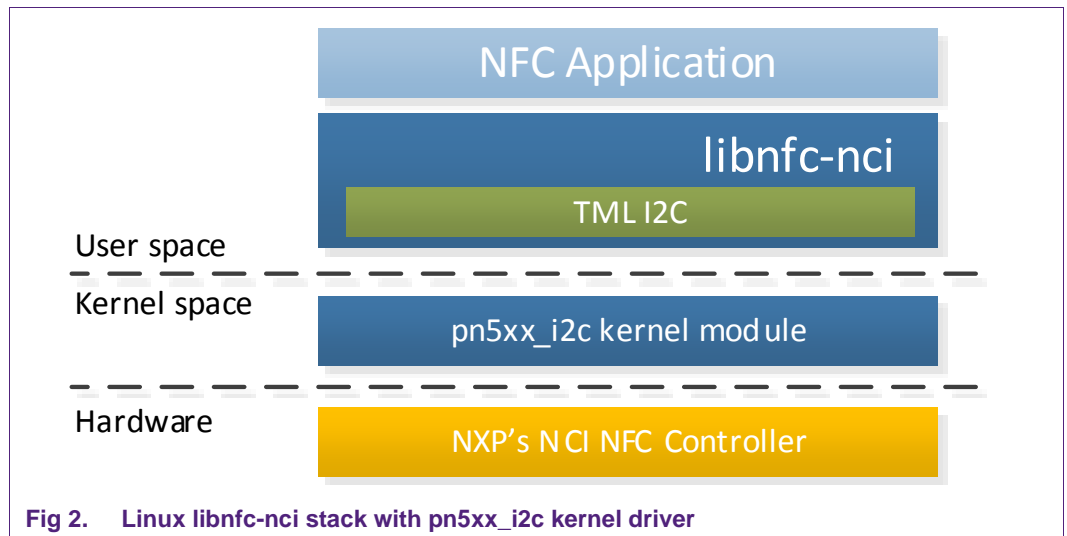 NFC Application
libnfc-nci
TML I2C
User space
Kernel space
pn5xx_i2c kernel module
Hardware
NXP's NCI NFC Controller
Fig 2. Linux libnfc-nci stack with pn5xx_i2c kernel driver